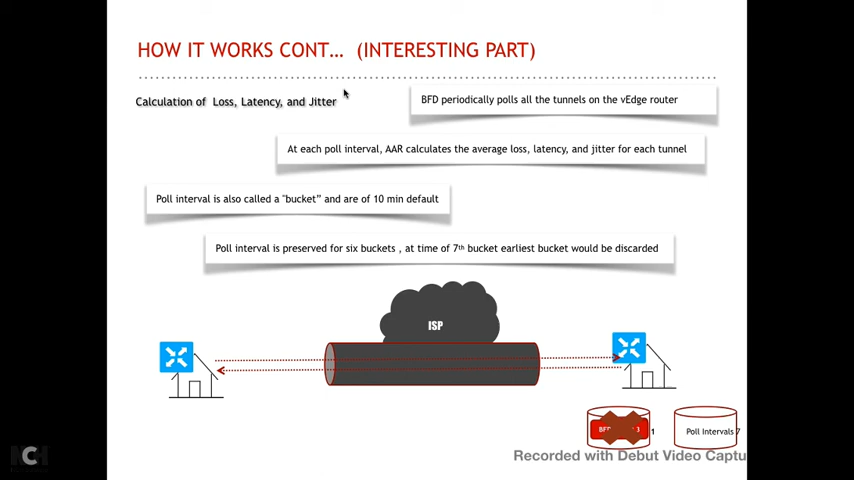 HOW IT WORKS CONT... (INTERESTING PART)
Calculation of Loss, Latency, and Jitter
BFD periodically polls all the tunnels on the vEdge router
At each poll interval, AAR calculates the average loss, latency, and jitter for each tunnel
Poll interval is also called a "bucket” and are of 10 min default
Poll interval is preserved for six buckets , at time of 7th bucket earliest bucket would be discarded
ISP
1
Poll Intervals 7
Recorded with Debut Video Captu
NCH